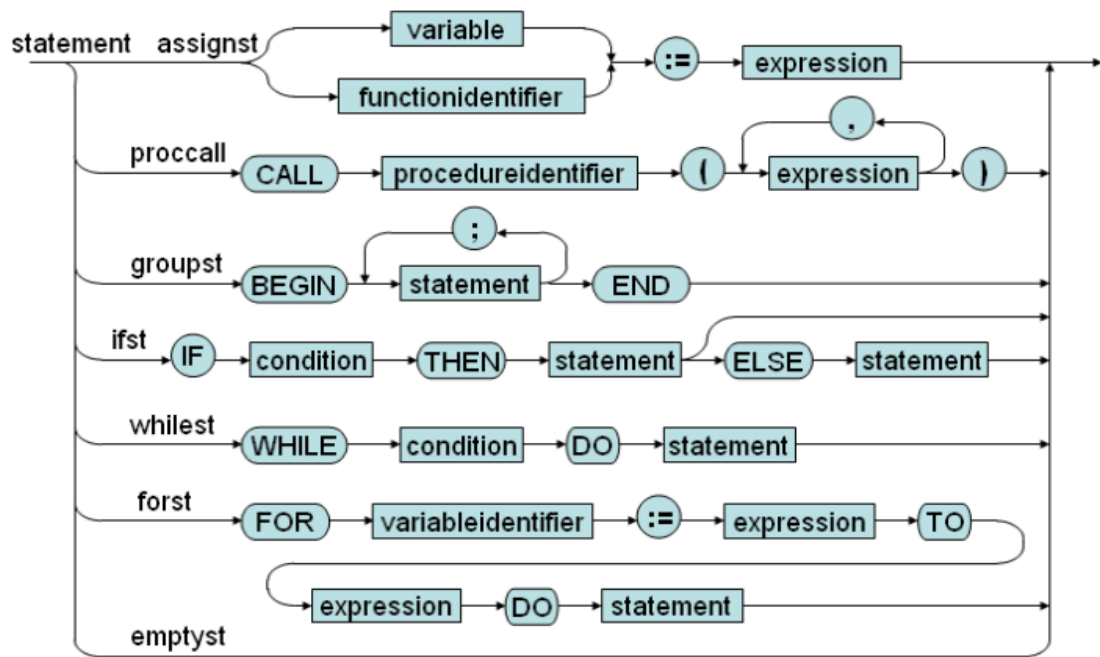 variable
statement assignst := expression
functionidentifier
,
proccall CALL procedureidentifier ( expression )
;
groupst BEGIN statement END
ifst IF condition THEN statement ELSE statement
whilest WHILE condition DO statement
forst FOR variableidentifier := expression TO
expression DO statement
emptyst